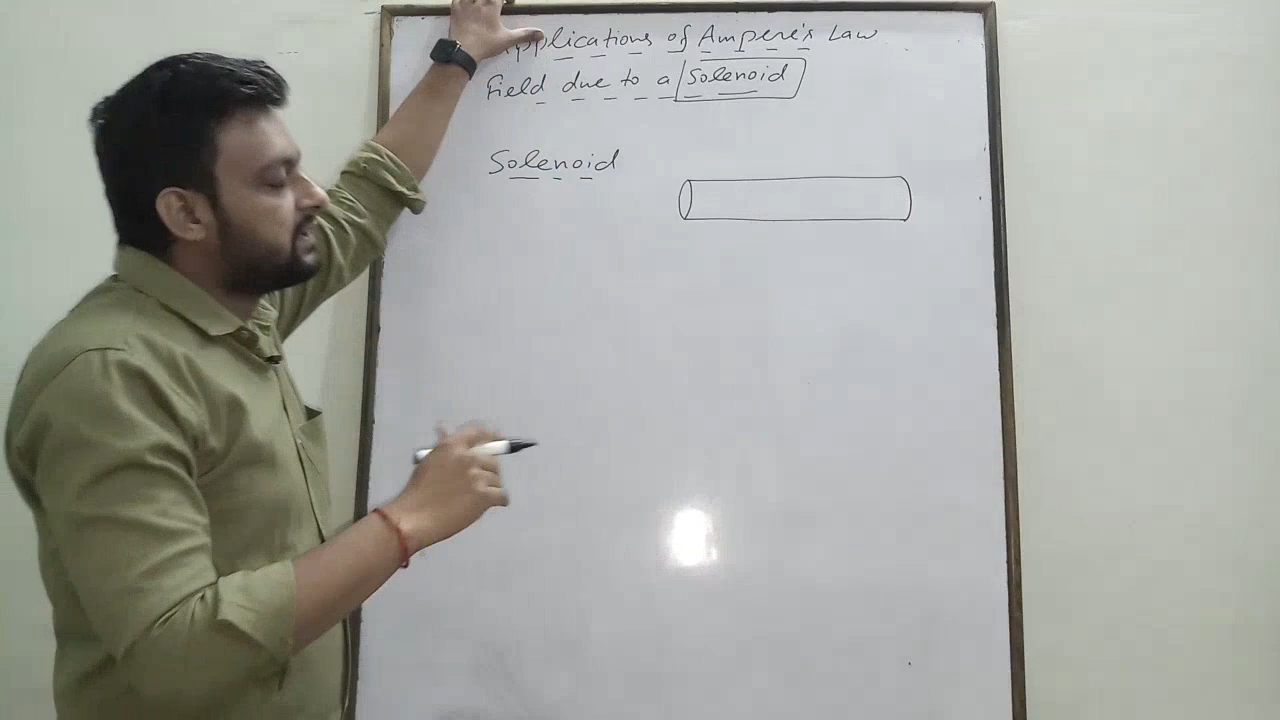 Applications of Ampere's Law
Field due to a Solenoid
Solenoid